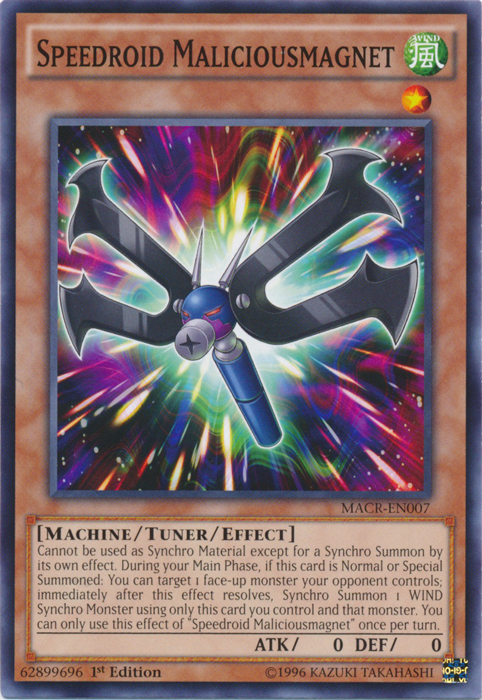 SPEEDROID MALICIOUSMAGNET
WIND
風
MACR-EN007
[MACHINE/TUNER/EFFECT]
Cannot be used as Synchro Material except for a Synchro Summon by
its own effect. During your Main Phase, if this card is Normal or Special
Summoned: You can target 1 face-up monster your opponent controls;
immediately after this effect resolves, Synchro Summon 1 WIND
Synchro Monster using only this card you control and that monster. You
can only use this effect of "Speedroid Maliciousmagnet" once per turn.
ATK/ 0 DEF/ 0
62899696 1st Edition ©1996 KAZUKI TAKAHASHI